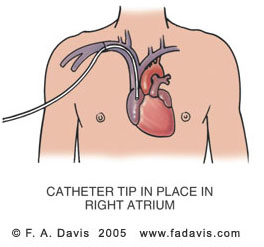 CATHETER TIP IN PLACE IN
RIGHT ATRIUM
© F. A. Davis 2005 www.fadavis.com